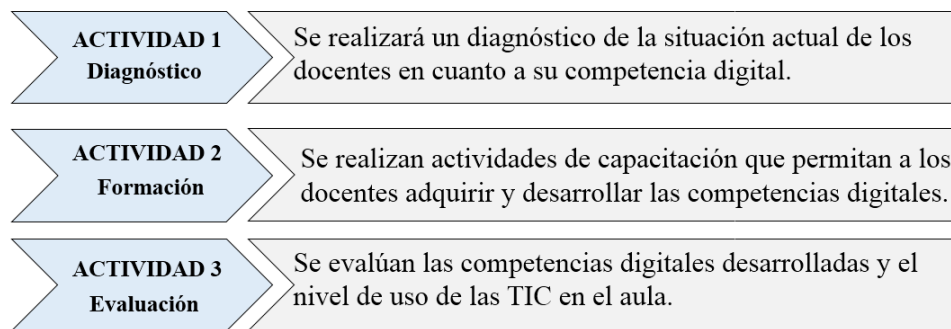 ACTIVIDAD 1
Diagnóstico
Se realizará un diagnóstico de la situación actual de los
docentes en cuanto a su competencia digital.
ACTIVIDAD 2
Formación
Se realizan actividades de capacitación que permitan a los
docentes adquirir y desarrollar las competencias digitales.
ACTIVIDAD 3
Evaluación
Se evalúan las competencias digitales desarrolladas y el
nivel de uso de las TIC en el aula.